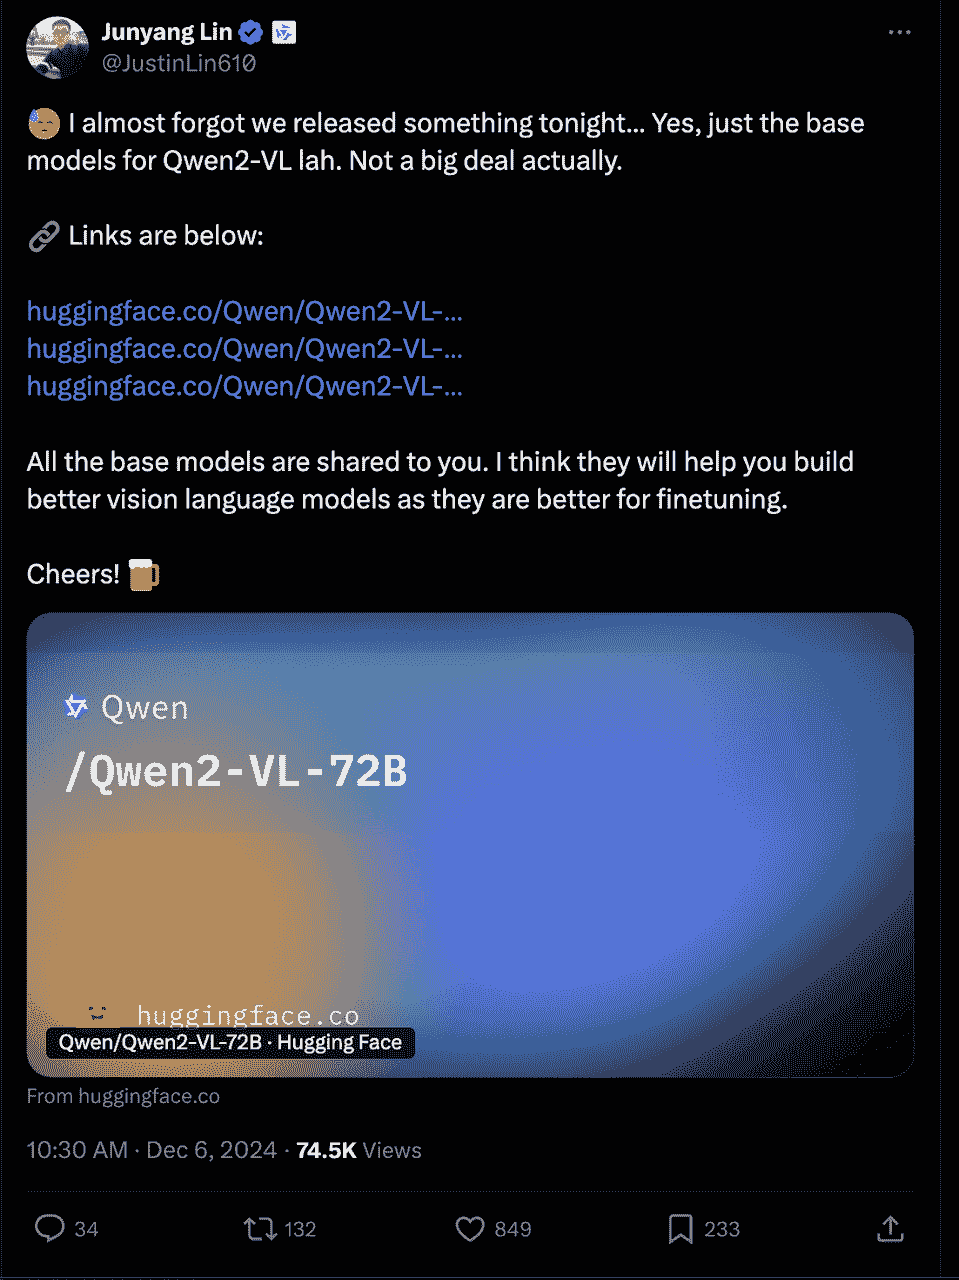 Junyang Lin
@JustinLin610
I almost forgot we released something tonight... Yes, just the base
models for Qwen2-VL lah. Not a big deal actually.
Links are below:
huggingface.co/Qwen/Qwen2-VL-...
huggingface.co/Qwen/Qwen2-VL-...
huggingface.co/Qwen/Qwen2-VL-...
All the base models are shared to you. I think they will help you build
better vision language models as they are better for finetuning.
Cheers!
Qwen
/Qwen2-VL-72B
huggingface.co
Qwen/Qwen2-VL-72B · Hugging Face
From huggingface.co
10:30 AM · Dec 6, 2024 · 74.5K Views
34 132 849 233